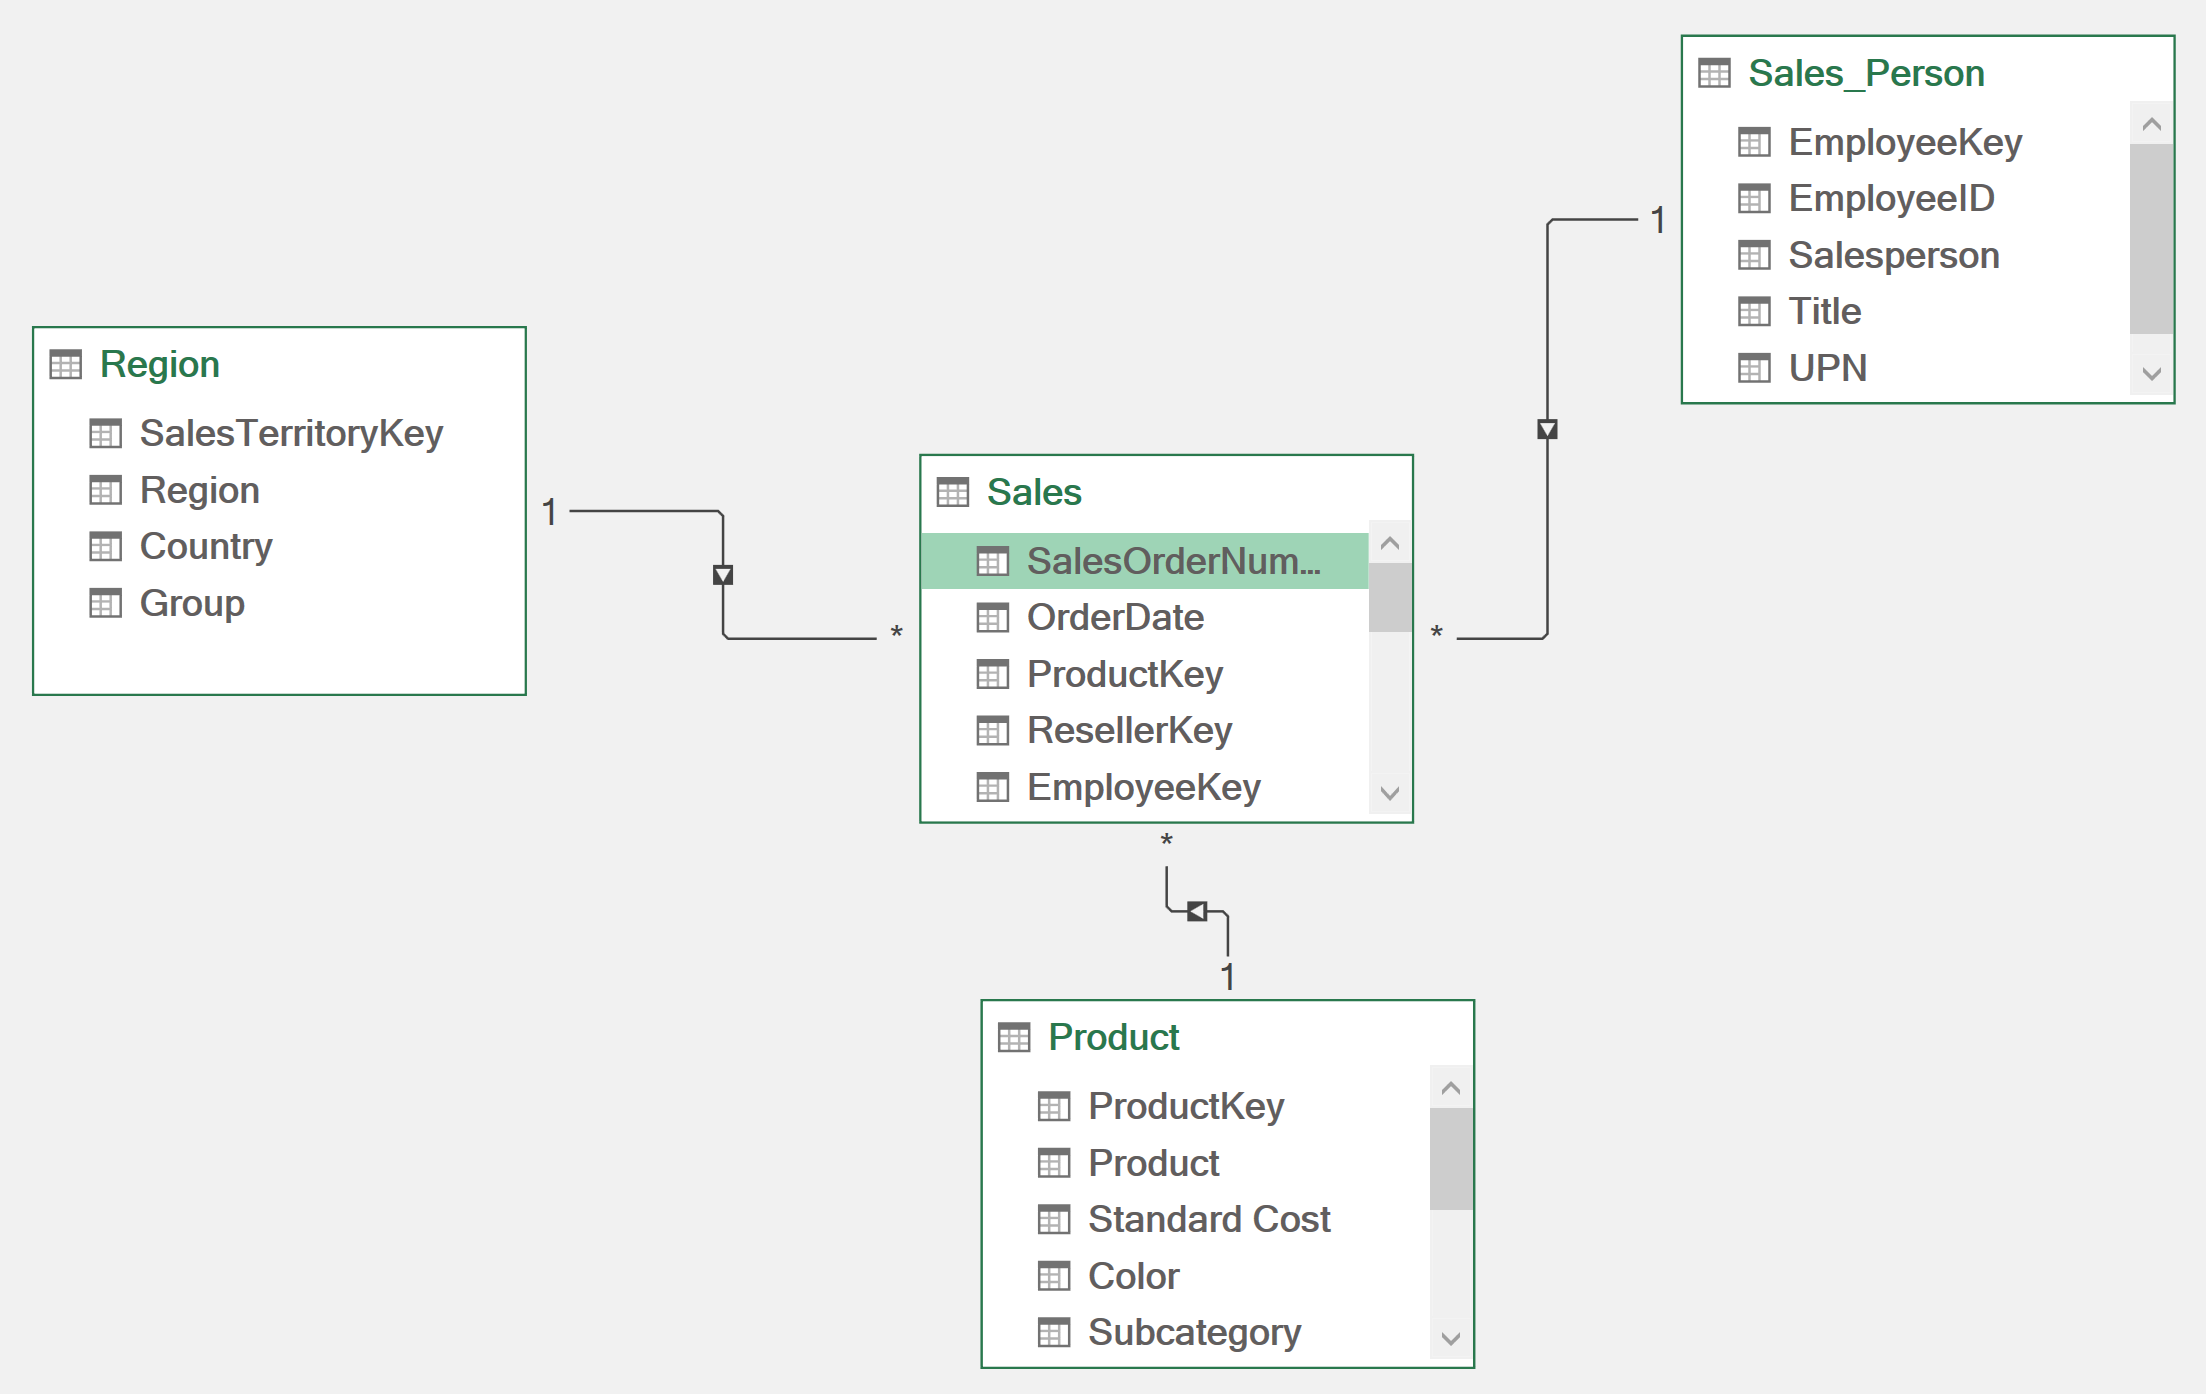 Sales_Person
EmployeeKey
EmployeeID
Salesperson
Title
UPN
1
Region
SalesTerritoryKey
Region
Country
Group
1
*
Sales
SalesOrderNum...
OrderDate
ProductKey
ResellerKey
EmployeeKey
*
*
1
Product
ProductKey
Product
Standard Cost
Color
Subcategory